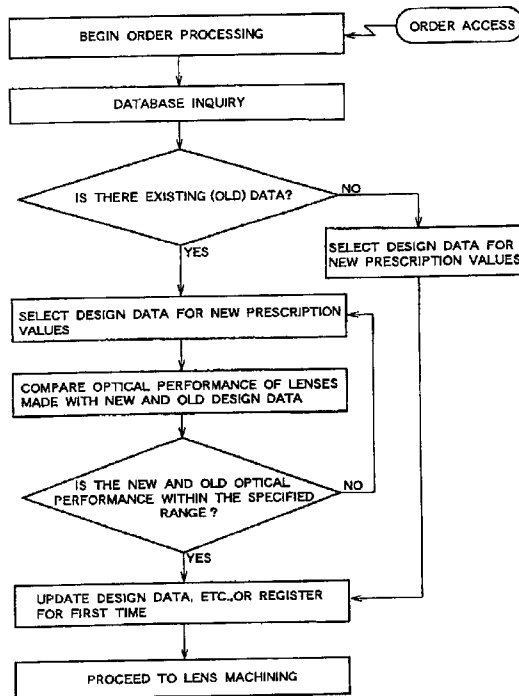 ORDER ACCESS
BEGIN ORDER PROCESSING
DATABASE INQUIRY
IS THERE EXISTING (OLD) DATA?
NO
YES
SELECT DESIGN DATA FOR
NEW PRESCRIPTION VALUES
SELECT DESIGN DATA FOR NEW PRESCRIPTION
VALUES
COMPARE OPTICAL PERFORMANCE OF LENSES
MADE WITH NEW AND OLD DESIGN DATA
IS THE NEW AND OLD OPTICAL
PERFORMANCE WITHIN THE SPECIFIED
RANGE?
NO
YES
UPDATE DESIGN DATA, ETC.,OR REGISTER
FOR FIRST TIME
PROCEED TO LENS MACHINING